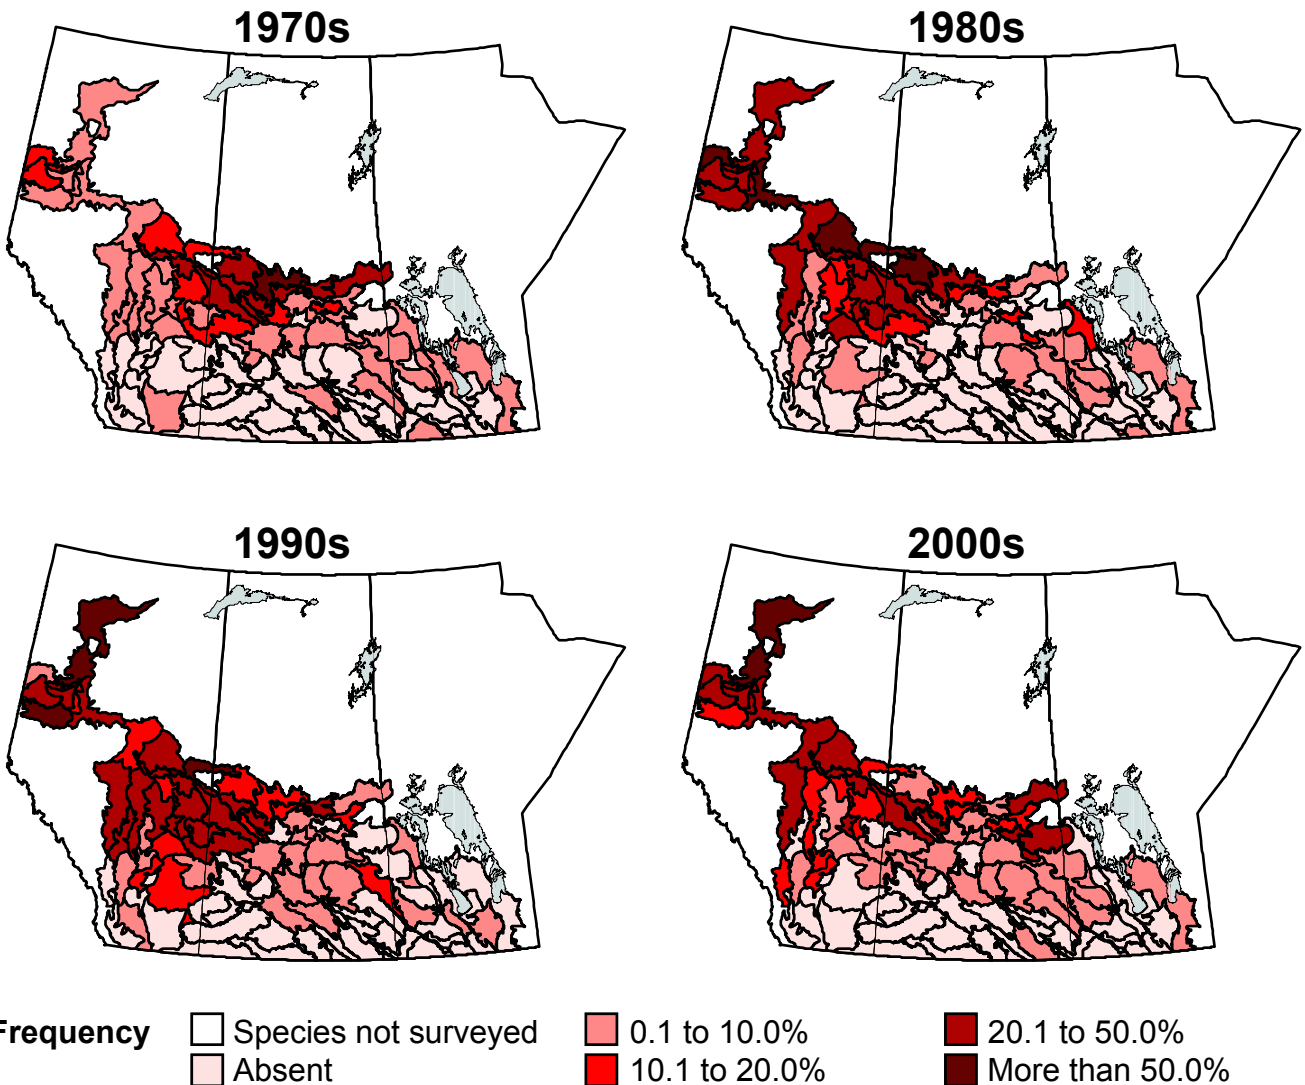 1970s
1980s
1990s
2000s
Frequency
Species not surveyed
0.1 to 10.0%
20.1 to 50.0%
Absent
10.1 to 20.0%
More than 50.0%